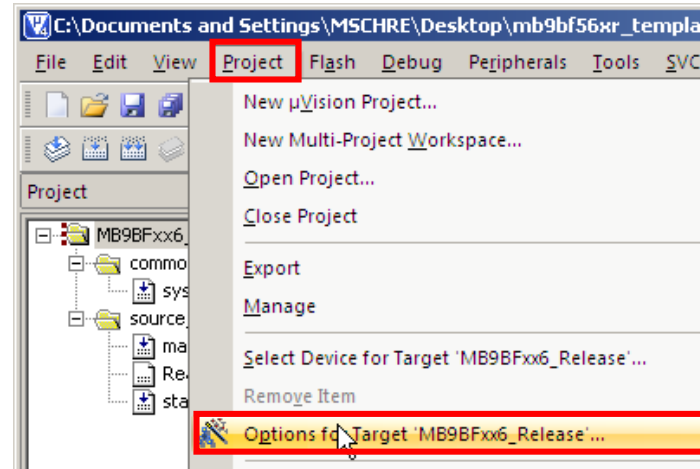 C:\Documents and Settings\MSCHRE\Desktop\mb9bf56xr_templa
File Edit View Project Flash Debug Peripherals Tools SVC
New µVision Project...
New Multi-Project Workspace...
Project
Open Project...
Close Project
MB9BFxx6_
commo
Export
sys
Manage
source_
ma
Select Device for Target 'MB9BFxx6_Release'...
Re
Remove Item
sta
Options for Target 'MB9BFxx6_Release'...